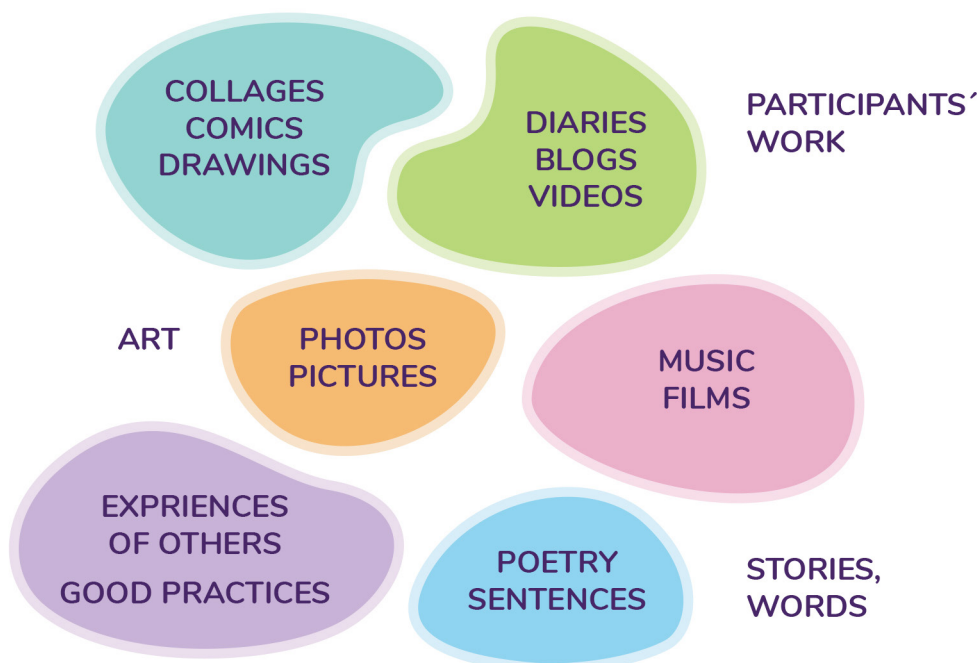 COLLAGES
COMICS
DRAWINGS
DIARIES
BLOGS
VIDEOS
PARTICIPANTS´
WORK
ART
PHOTOS
PICTURES
MUSIC
FILMS
EXPRIENCES
OF OTHERS
GOOD PRACTICES
POETRY
SENTENCES
STORIES,
WORDS